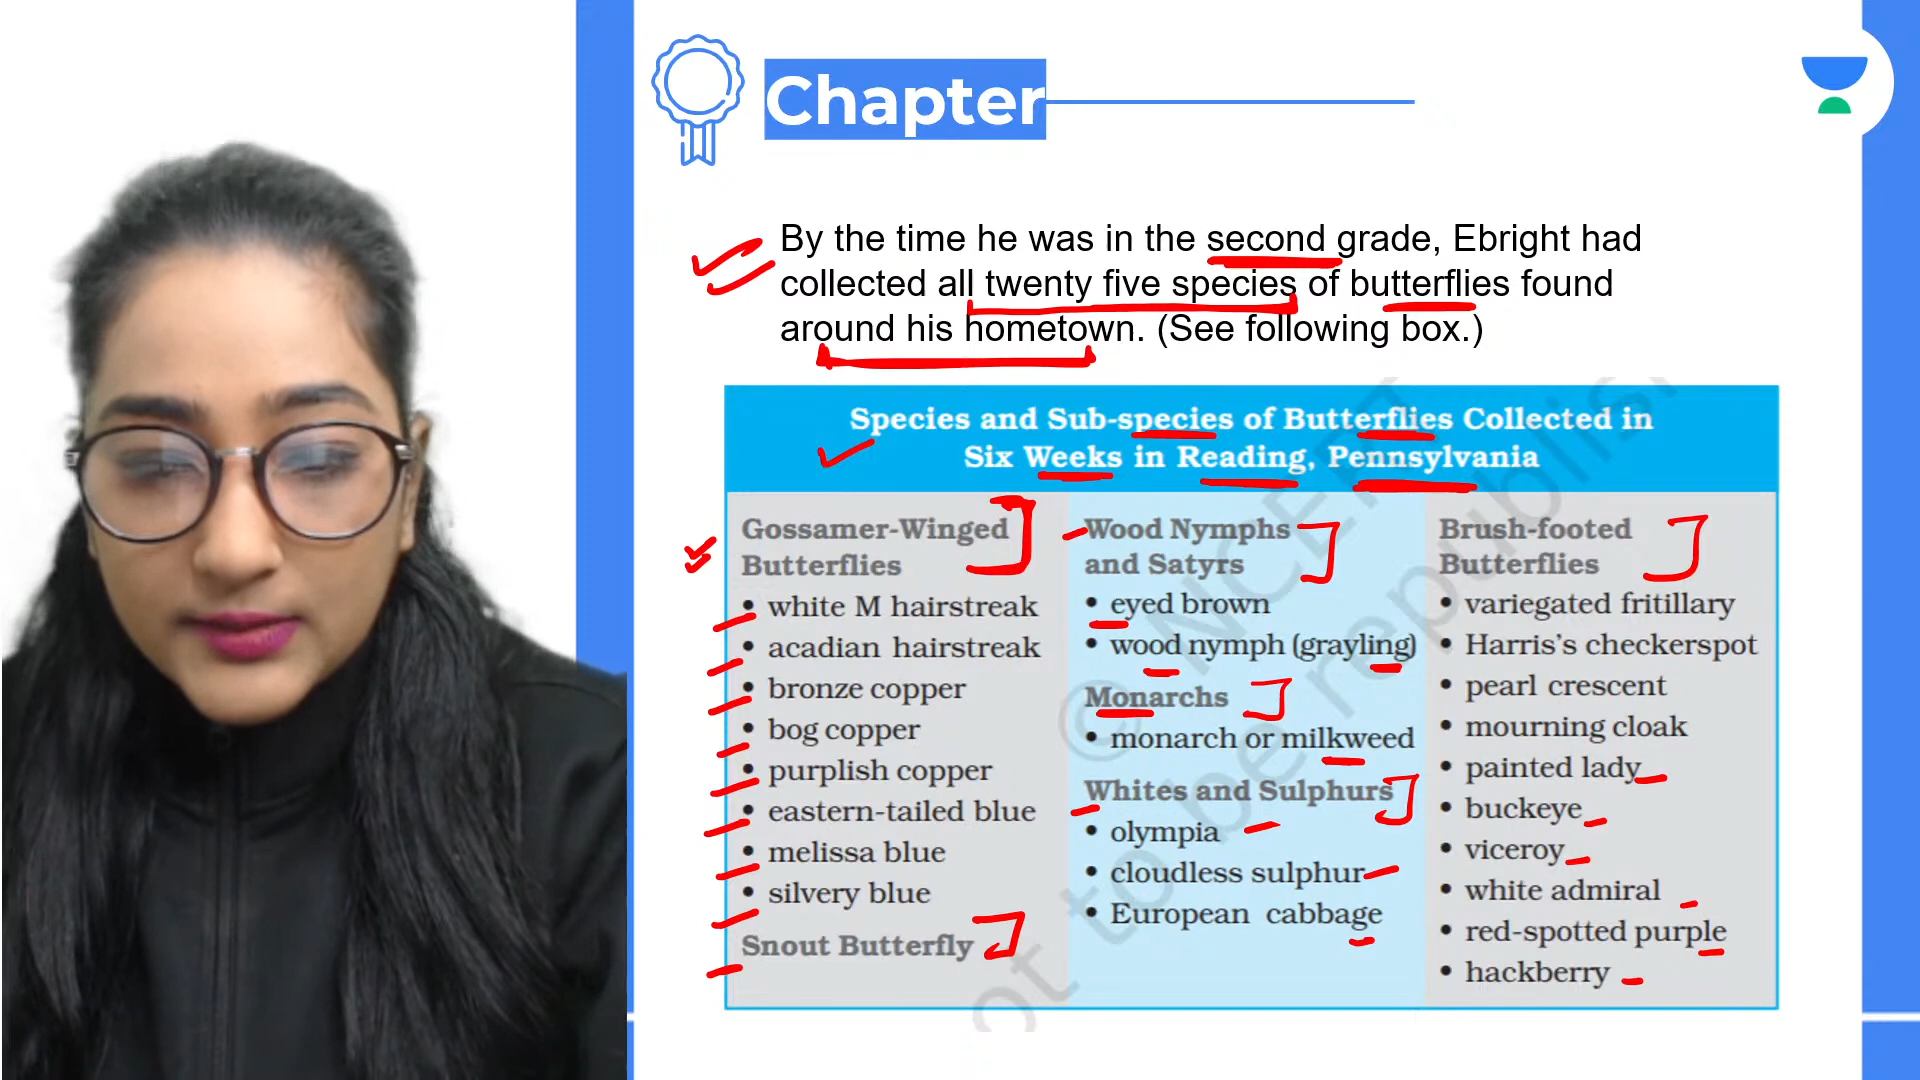 Chapter
By the time he was in the second grade, Ebright had
collected all twenty five species of butterflies found
around his hometown. (See following box.)
Species and Sub-species of Butterflies Collected in
Six Weeks in Reading, Pennsylvania
Gossamer-Winged
Butterflies
• white M hairstreak
• acadian hairstreak
• bronze copper
• bog copper
• purplish copper
• eastern-tailed blue
• melissa blue
• silvery blue
Snout Butterfly
Wood Nymphs
and Satyrs
• eyed brown
• wood nymph (grayling)
Monarchs
• monarch or milkweed
Whites and Sulphurs
• olympia
• cloudless sulphur
• European cabbage
Brush-footed
Butterflies
• variegated fritillary
• Harris's checkerspot
• pearl crescent
• mourning cloak
• painted lady
• buckeye
• viceroy
• white admiral
• red-spotted purple
• hackberry
© NCERT
not to be republis